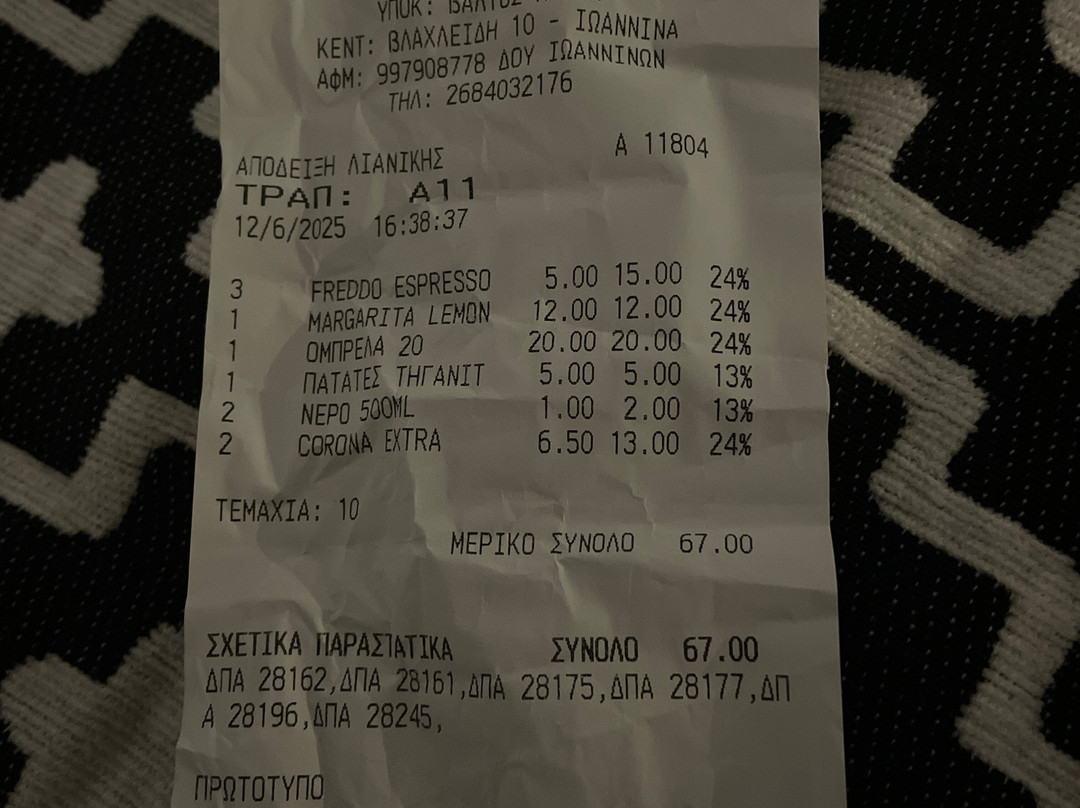 ΥΠΟΚ: ΒΑΛΤΟΣ
ΚΕΝΤ: ΒΛΑΧΛΕΙΔΗ 10 - ΙΩΑΝΝΙΝΑ
ΑΦΜ: 997908778 ΔΟΥ ΙΩΑΝΝΙΝΩΝ
ΤΗΛ: 2684032176
Α 11804
ΑΠΟΔΕΙΞΗ ΛΙΑΝΙΚΗΣ
ΤΡΑΠ: Α11
12/6/2025 16:38:37
3 FREDDO ESPRESSO 5.00 15.00 24%
1 MARGARITA LEMON 12.00 12.00 24%
1 ΟΜΠΡΕΛΑ 20 20.00 20.00 24%
1 ΠΑΤΑΤΕΣ ΤΗΓΑΝΙΤ 5.00 5.00 13%
2 ΝΕΡΟ 500ML 1.00 2.00 13%
2 CORONA EXTRA 6.50 13.00 24%
ΤΕΜΑΧΙΑ: 10
ΜΕΡΙΚΟ ΣΥΝΟΛΟ 67.00
ΣΧΕΤΙΚΑ ΠΑΡΑΣΤΑΤΙΚΑ ΣΥΝΟΛΟ 67.00
ΔΠΑ 28162,ΔΠΑ 28161,ΔΠΑ 28175,ΔΠΑ 28177,ΔΠ
Α 28196,ΔΠΑ 28245,
ΠΡΩΤΟΤΥΠΟ